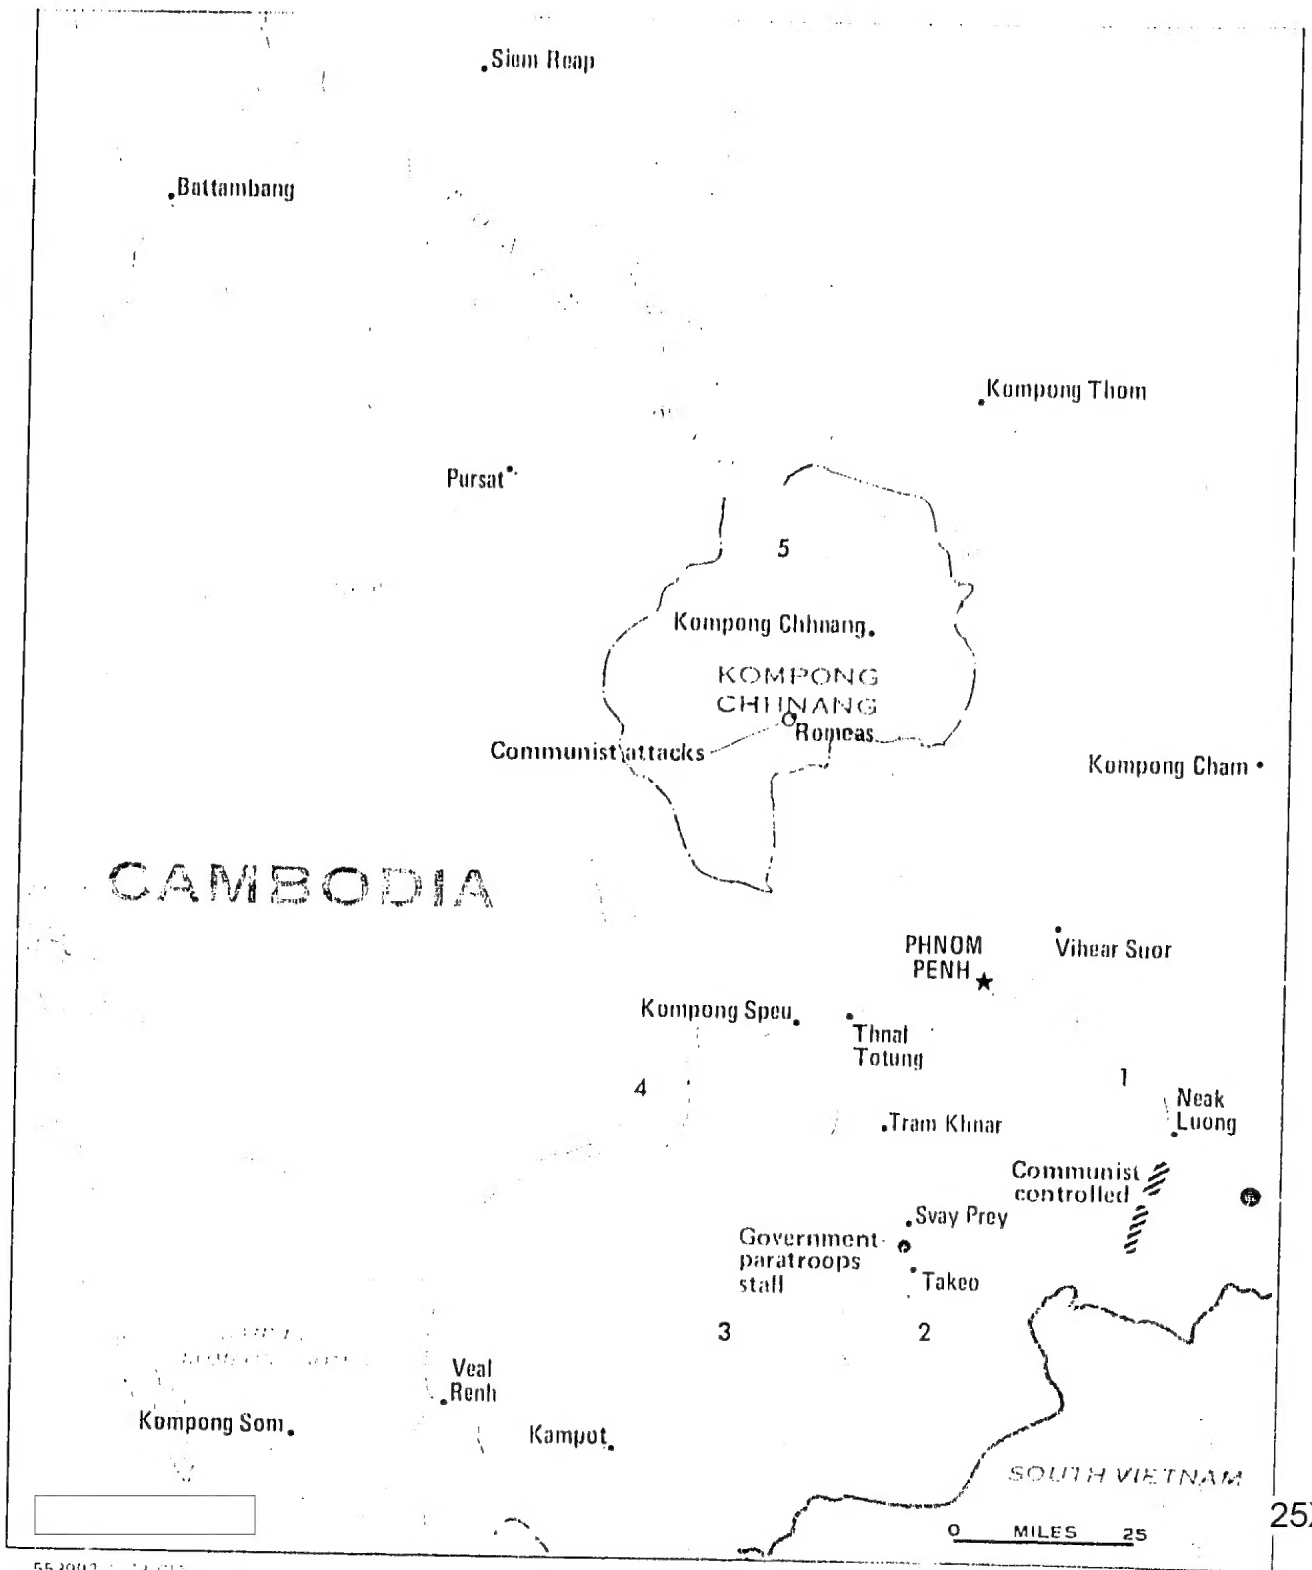 Siem Reap
Battambang
Kompong Thom
Pursat
5
Kompong Chhnang
KOMPONG
CHHNANG
Romeas
Communist attacks
Kompong Cham
CAMBODIA
PHNOM
PENH
Vihear Suor
Kompong Speu
Thnal
Totung
4
1
Neak
Luong
Tram Khnar
Communist
controlled
Svay Prey
Government
paratroops
stall
Takeo
3
2
Veal
Renh
Kompong Som
Kampot
SOUTH VIETNAM
0 MILES 25
25X